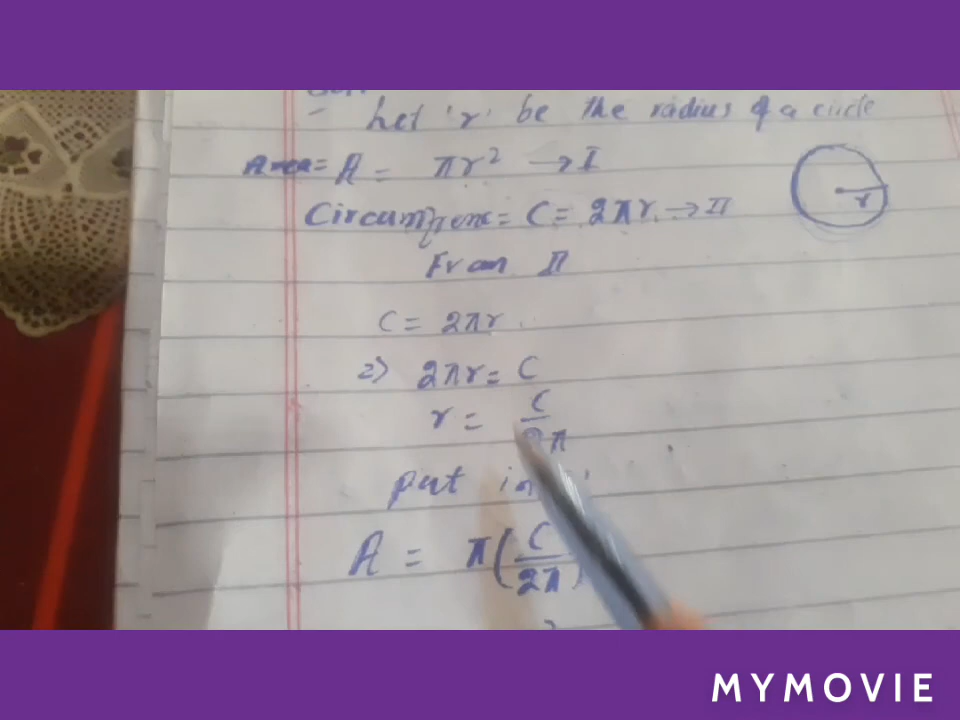 Let 'r' be the radius of a circle
Area = A = πr² → I
r
Circumference = C = 2πr → II
From II
C = 2πr
=> 2πr = C
r = C/2π
put in
A = π(C/2π)
2
MYMOVIE